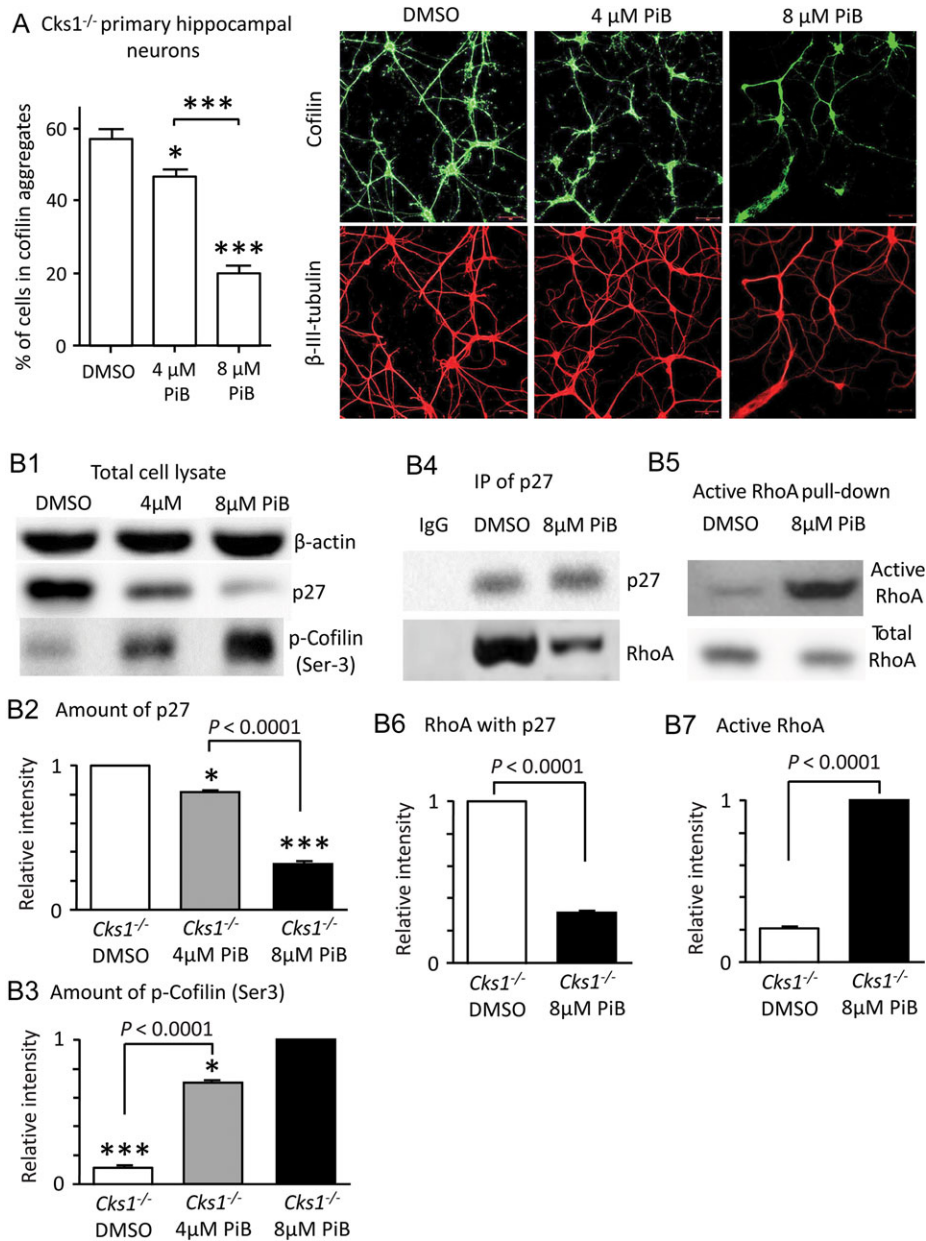 A Cks1-/- primary hippocampal
neurons
% of cells in cofilin aggregates
60
40
20
0
***
*
***
DMSO
4 µM
PiB
8 µM
PiB
DMSO
4 µM PiB
8 µM PiB
Cofilin
β-III-tubulin
B1
Total cell lysate
DMSO
4µM
8µM PiB
β-actin
p27
p-Cofilin
(Ser-3)
B4
IP of p27
IgG
DMSO
8µM PiB
p27
RhoA
B5
Active RhoA pull-down
DMSO
8µM PiB
Active
RhoA
Total
RhoA
B2 Amount of p27
P < 0.0001
Relative intensity
1
0
*
***
Cks1-/-
DMSO
Cks1-/-
4µM PiB
Cks1-/-
8µM PiB
B6 RhoA with p27
P < 0.0001
Relative intensity
1
0
Cks1-/-
DMSO
Cks1-/-
8µM PiB
B7 Active RhoA
P < 0.0001
Relative intensity
1
0
Cks1-/-
DMSO
Cks1-/-
8µM PiB
B3 Amount of p-Cofilin (Ser3)
P < 0.0001
Relative intensity
1
0
***
*
Cks1-/-
DMSO
Cks1-/-
4µM PiB
Cks1-/-
8µM PiB